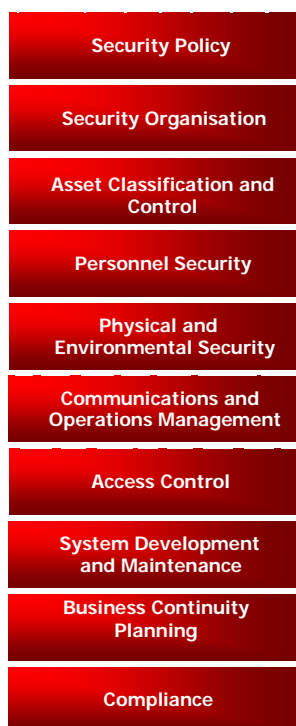 Security Policy
Security Organisation
Asset Classification and
Control
Personnel Security
Physical and
Environmental Security
Communications and
Operations Management
Access Control
System Development
and Maintenance
Business Continuity
Planning
Compliance